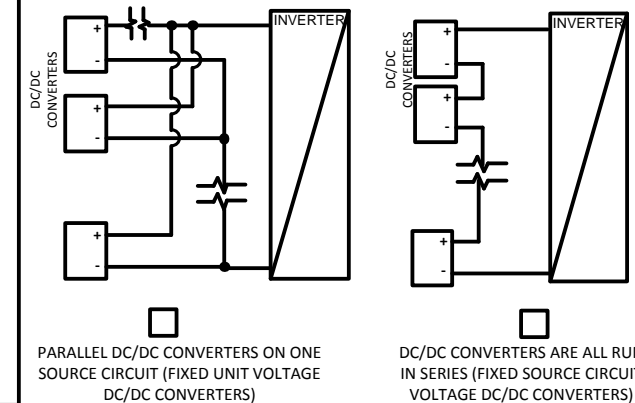 INVERTER
+
-
+
-
+
-
DC/DC
CONVERTERS
PARALLEL DC/DC CONVERTERS ON ONE
SOURCE CIRCUIT (FIXED UNIT VOLTAGE
DC/DC CONVERTERS)
INVERTER
+
-
+
-
+
-
DC/DC
CONVERTERS
DC/DC CONVERTERS ARE ALL RUN
IN SERIES (FIXED SOURCE CIRCUIT
VOLTAGE DC/DC CONVERTERS)